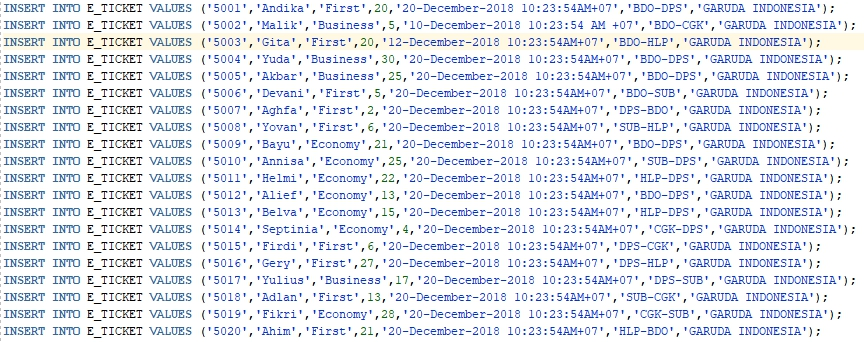 INSERT INTO E_TICKET VALUES ('5001','Andika','First',20,'20-December-2018 10:23:54AM+07','BDO-DPS','GARUDA INDONESIA');
INSERT INTO E_TICKET VALUES ('5002','Malik','Business',5,'10-December-2018 10:23:54 AM +07','BDO-CGK','GARUDA INDONESIA');
INSERT INTO E_TICKET VALUES ('5003','Gita','First',20,'12-December-2018 10:23:54AM+07','BDO-HLP','GARUDA INDONESIA');
INSERT INTO E_TICKET VALUES ('5004','Yuda','Business',30,'20-December-2018 10:23:54AM+07','BDO-DPS','GARUDA INDONESIA');
INSERT INTO E_TICKET VALUES ('5005','Akbar','Business',25,'20-December-2018 10:23:54AM+07','BDO-DPS','GARUDA INDONESIA');
INSERT INTO E_TICKET VALUES ('5006','Devani','First',5,'20-December-2018 10:23:54AM+07','BDO-SUB','GARUDA INDONESIA');
INSERT INTO E_TICKET VALUES ('5007','Aghfa','First',2,'20-December-2018 10:23:54AM+07','DPS-BDO','GARUDA INDONESIA');
INSERT INTO E_TICKET VALUES ('5008','Yovan','First',6,'20-December-2018 10:23:54AM+07','SUB-HLP','GARUDA INDONESIA');
INSERT INTO E_TICKET VALUES ('5009','Bayu','Economy',21,'20-December-2018 10:23:54AM+07','BDO-DPS','GARUDA INDONESIA');
INSERT INTO E_TICKET VALUES ('5010','Annisa','Economy',25,'20-December-2018 10:23:54AM+07','SUB-DPS','GARUDA INDONESIA');
INSERT INTO E_TICKET VALUES ('5011','Helmi','Economy',22,'20-December-2018 10:23:54AM+07','HLP-DPS','GARUDA INDONESIA');
INSERT INTO E_TICKET VALUES ('5012','Alief','Economy',13,'20-December-2018 10:23:54AM+07','BDO-DPS','GARUDA INDONESIA');
INSERT INTO E_TICKET VALUES ('5013','Belva','Economy',15,'20-December-2018 10:23:54AM+07','HLP-DPS','GARUDA INDONESIA');
INSERT INTO E_TICKET VALUES ('5014','Septinia','Economy',4,'20-December-2018 10:23:54AM+07','CGK-DPS','GARUDA INDONESIA');
INSERT INTO E_TICKET VALUES ('5015','Firdi','First',6,'20-December-2018 10:23:54AM+07','DPS-CGK','GARUDA INDONESIA');
INSERT INTO E_TICKET VALUES ('5016','Gery','First',27,'20-December-2018 10:23:54AM+07','DPS-HLP','GARUDA INDONESIA');
INSERT INTO E_TICKET VALUES ('5017','Yulius','Business',17,'20-December-2018 10:23:54AM+07','DPS-SUB','GARUDA INDONESIA');
INSERT INTO E_TICKET VALUES ('5018','Adlan','First',13,'20-December-2018 10:23:54AM+07','SUB-CGK','GARUDA INDONESIA');
INSERT INTO E_TICKET VALUES ('5019','Fikri','Economy',28,'20-December-2018 10:23:54AM+07','CGK-SUB','GARUDA INDONESIA');
INSERT INTO E_TICKET VALUES ('5020','Ahim','First',21,'20-December-2018 10:23:54AM+07','HLP-BDO','GARUDA INDONESIA');